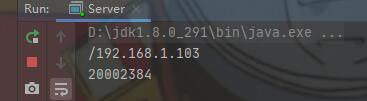 Run: Server
D:\jdk1.8.0_291\bin\java.exe ...
/192.168.1.103
20002384